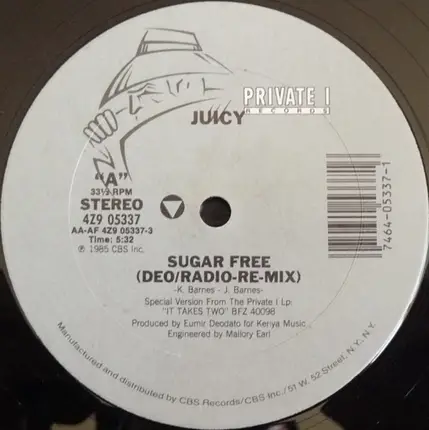 PRIVATE I
RECORDS
JUICY
"A"
33⅓ RPM
STEREO
4Z9 05337
AA-AF 4Z9 05337-3
Time: 5:32
℗ 1985 CBS Inc.
7464-05337-1
SUGAR FREE
(DEO/RADIO-RE-MIX)
-K. Barnes - J. Barnes-
Special Version From The Private I Lp:
"IT TAKES TWO" BFZ 40098
Produced by Eumir Deodato for Keriya Music
Engineered by Mallory Earl
Manufactured and distributed by CBS Records/CBS Inc./51 W. 52 Street, N.Y., N.Y.